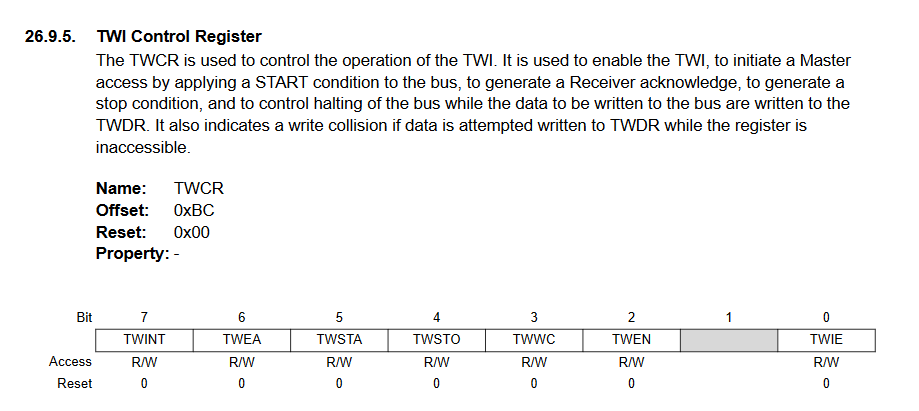 26.9.5. TWI Control Register
The TWCR is used to control the operation of the TWI. It is used to enable the TWI, to initiate a Master
access by applying a START condition to the bus, to generate a Receiver acknowledge, to generate a
stop condition, and to control halting of the bus while the data to be written to the bus are written to the
TWDR. It also indicates a write collision if data is attempted written to TWDR while the register is
inaccessible.
Name: TWCR
Offset: 0xBC
Reset: 0x00
Property: -
Bit 7 6 5 4 3 2 1 0
TWINT TWEA TWSTA TWSTO TWWC TWEN TWIE
Access R/W R/W R/W R/W R/W R/W R/W
Reset 0 0 0 0 0 0 0